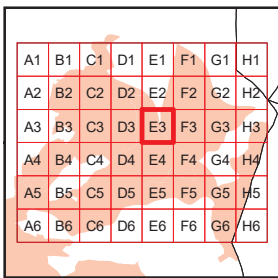 A1 B1 C1 D1 E1 F1 G1 H1
A2 B2 C2 D2 E2 F2 G2 H2
A3 B3 C3 D3 E3 F3 G3 H3
A4 B4 C4 D4 E4 F4 G4 H4
A5 B5 C5 D5 E5 F5 G5 H5
A6 B6 C6 D6 E6 F6 G6 H6